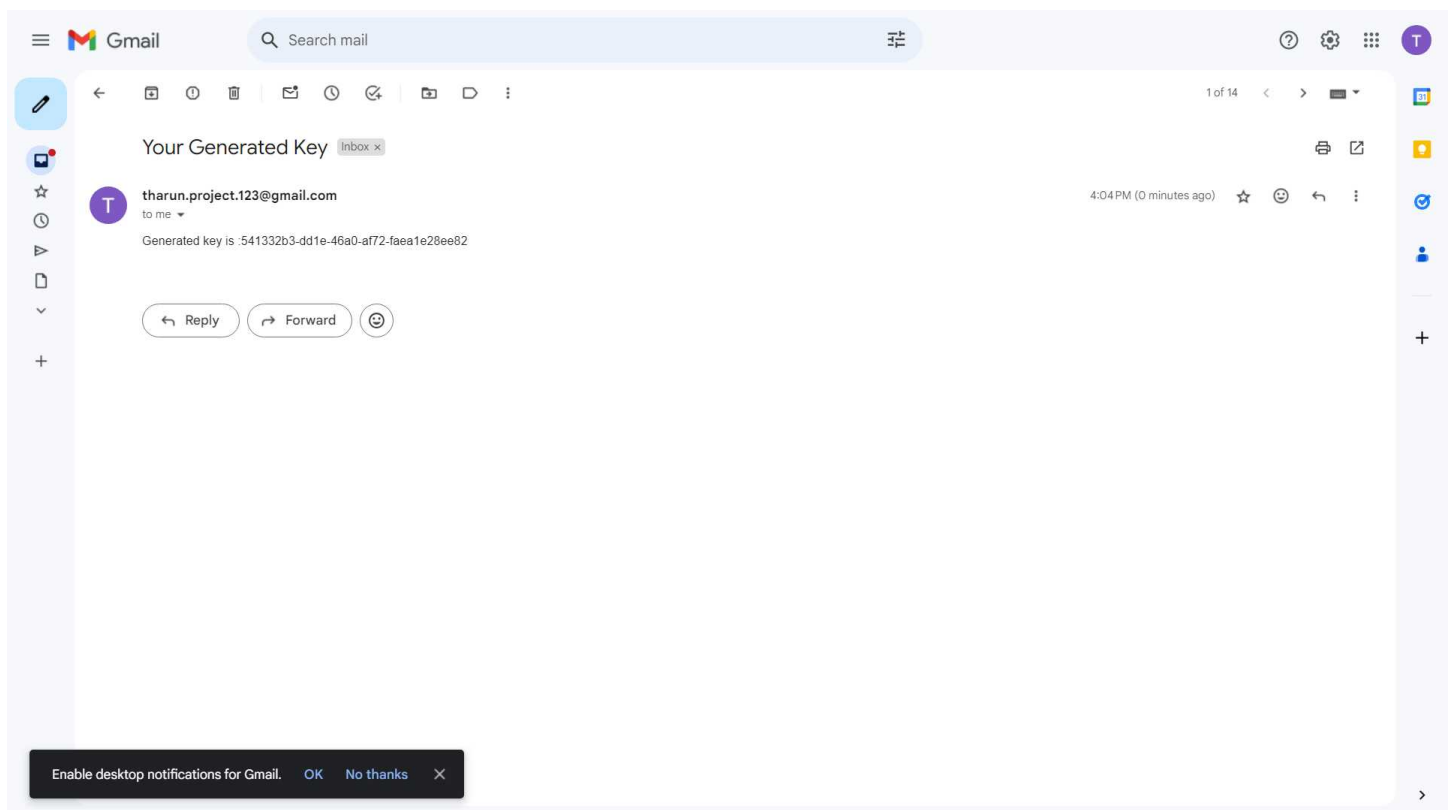 Gmail
Search mail
T
1 of 14
31
Your Generated Key Inbox ×
T
tharun.project.123@gmail.com
4:04 PM (0 minutes ago)
to me
Generated key is :541332b3-dd1e-46a0-af72-faea1e28ee82
Reply Forward
Enable desktop notifications for Gmail. OK No thanks